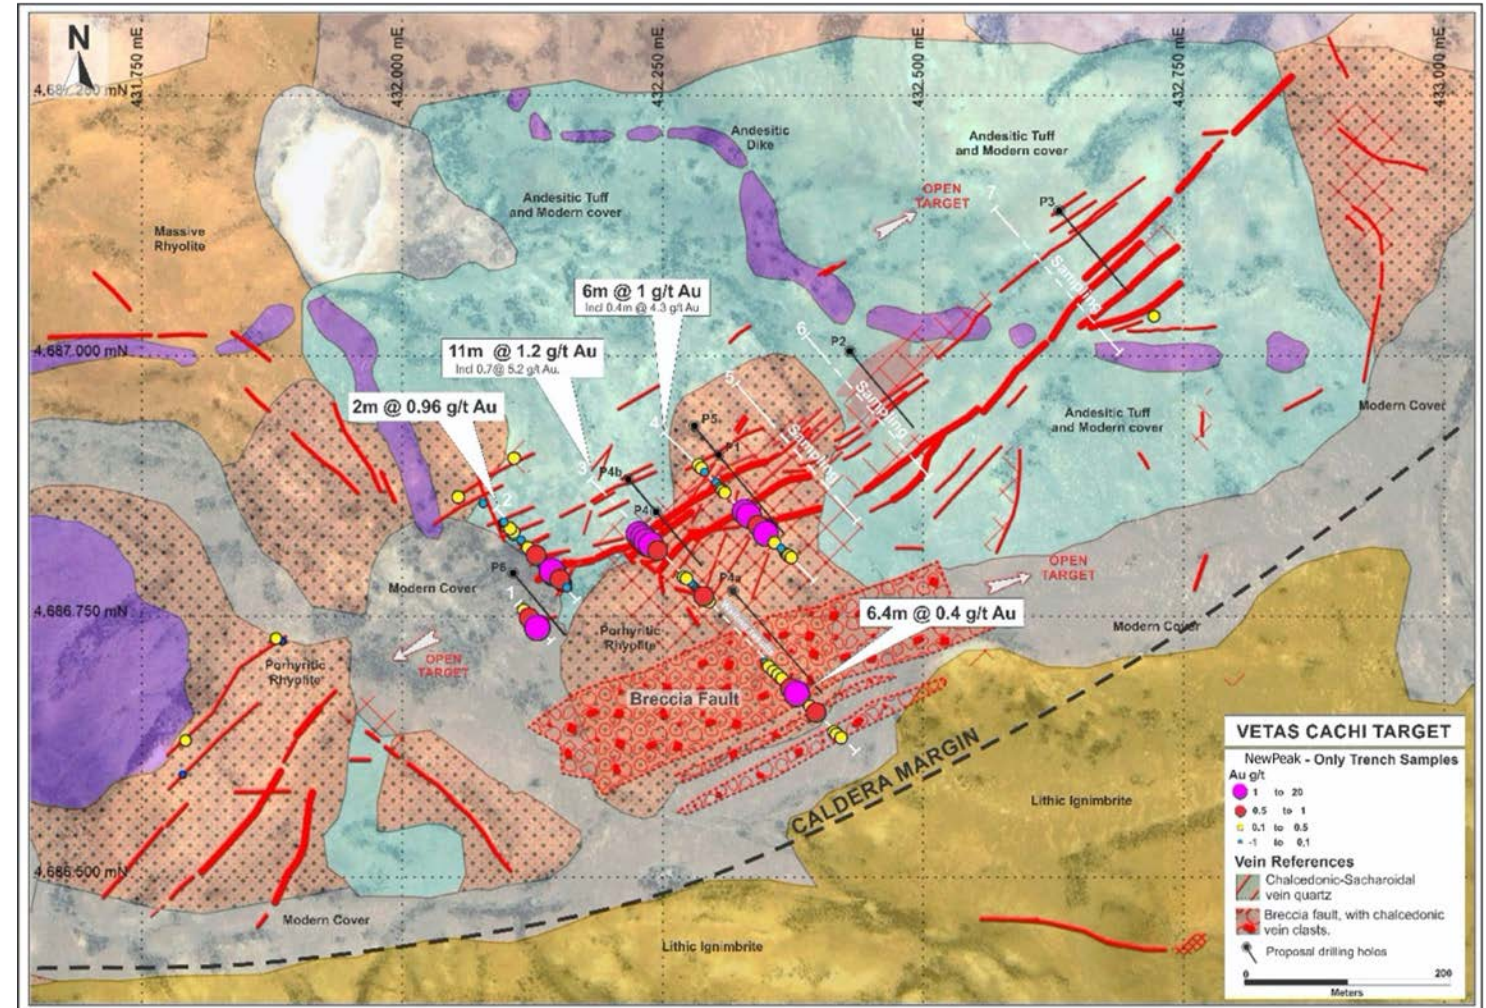 N
431.750 mE
432.000 mE
432.250 mE
432.500 mE
432.750 mE
433.000 mE
Andesitic
Dike
Andesitic Tuff
and Modern cover
OPEN
TARGET
7
P3
Andesitic Tuff
and Modern cover
Massive
Rhyolite
Sampling
6m @ 1 g/t Au
Incl 0.4m @ 4.3 g/t Au
6
P2
4.687.000 mN
11m @ 1.2 g/t Au
Incl 0.7@ 5.2 g/t Au.
5
Sampling
2m @ 0.96 g/t Au
Andesitic Tuff
and Modern cover
Modern Cover
4
P5
P1
Sampling
3
P4b
2
P4
P6
1
Modern Cover
P4a
OPEN
TARGET
4.686.750 mN
6.4m @ 0.4 g/t Au
Modern Cover
Porhyritic
Rhyolite
OPEN
TARGET
Porhyritic
Rhyolite
Breccia Fault
CALDERA MARGIN
Lithic Ignimbrite
4.686.500 mN
Modern Cover
Lithic Ignimbrite
VETAS CACHI TARGET
NewPeak - Only Trench Samples
Au g/t
1 to 20
0.5 to 1
0.1 to 0.5
-1 to 0.1
Vein References
Chalcedonic-Sacharoidal
vein quartz
Breccia fault, with chalcedonic
vein clasts.
Proposal drilling holes
0 200
Meters